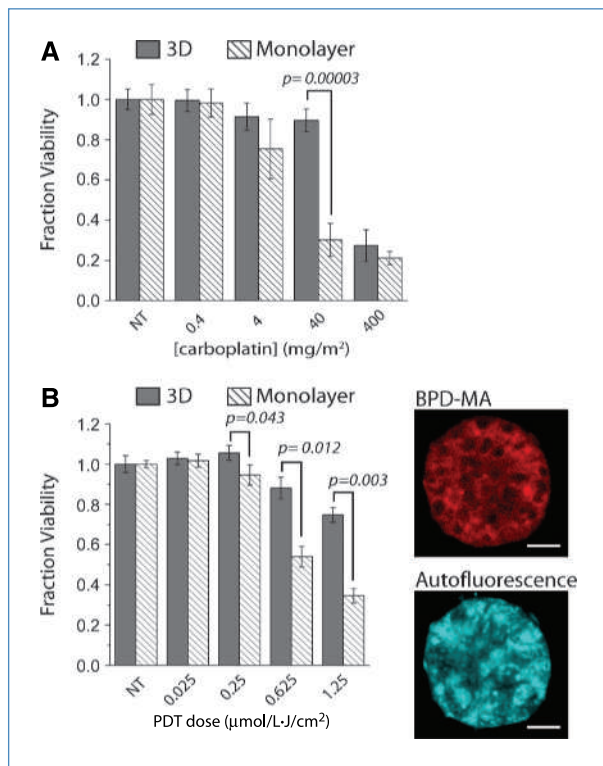 A
3D Monolayer
p=0.00003
1.2
1.0
0.8
0.6
0.4
0.2
0.0
Fraction Viability
NT 0.4 4 40 400
[carboplatin] (mg/m²)
B
3D Monolayer
p=0.043
p=0.012
p=0.003
1.2
1.0
0.8
0.6
0.4
0.2
0.0
Fraction Viability
NT 0.025 0.25 0.625 1.25
PDT dose (μmol/L·J/cm²)
BPD-MA
Autofluorescence